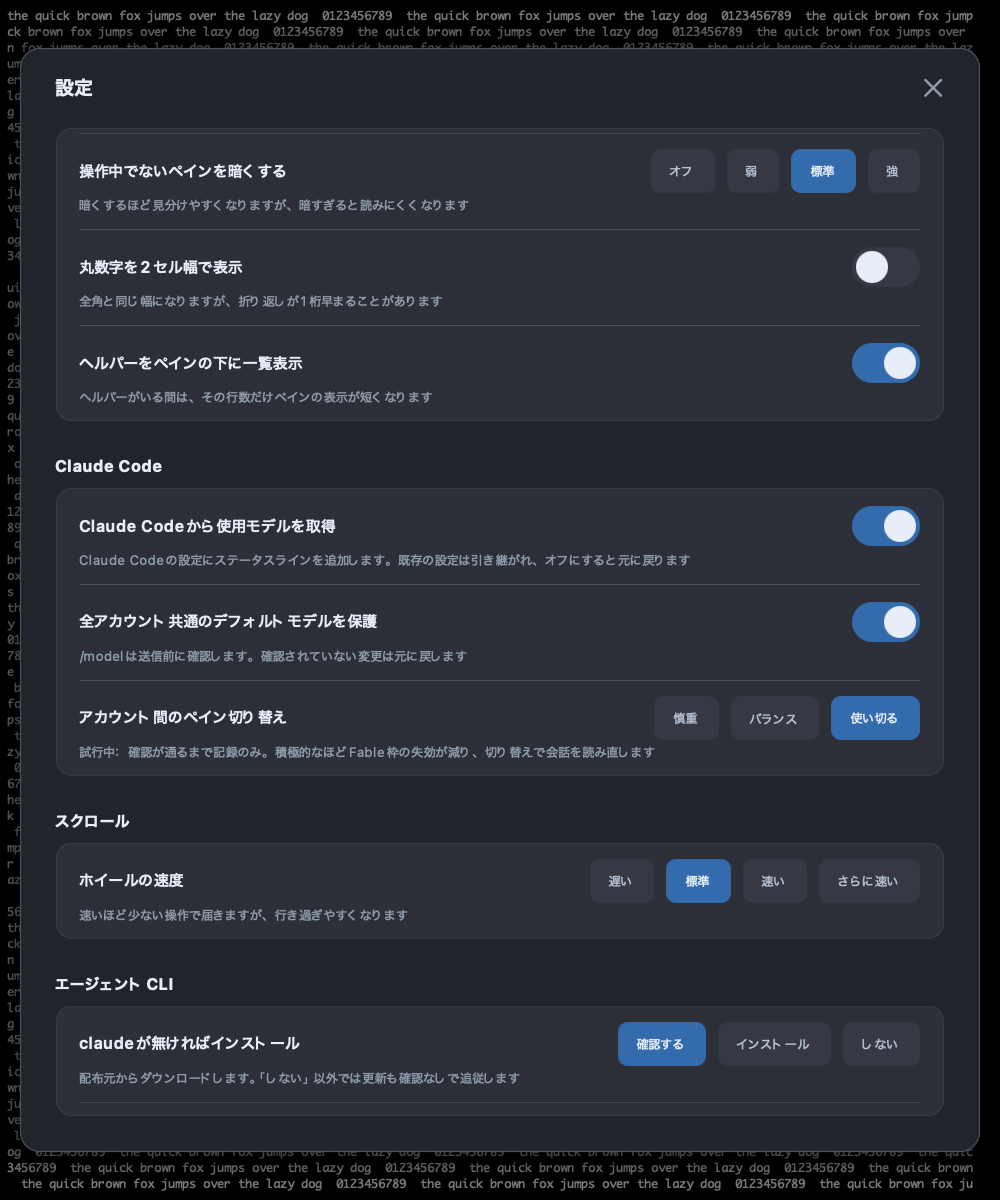 the quick brown fox jumps over the lazy dog  0123456789  the quick brown fox jumps over the lazy dog  0123456789  the quick brown fox jump
ck brown fox jumps over the lazy dog  0123456789  the quick brown fox jumps over the lazy dog  0123456789  the quick brown fox jumps over
設定
操作中でないペインを暗くする
オフ 弱 標準 強
暗くするほど見分けやすくなりますが、暗すぎると読みにくくなります
丸数字を2セル幅で表示
全角と同じ幅になりますが、折り返しが1桁早まることがあります
ヘルパーをペインの下に一覧表示
ヘルパーがいる間は、その行数だけペインの表示が短くなります
Claude Code
Claude Codeから使用モデルを取得
Claude Codeの設定にステータスラインを追加します。既存の設定は引き継がれ、オフにすると元に戻ります
全アカウント共通のデフォルトモデルを保護
/modelは送信前に確認します。確認されていない変更は元に戻します
アカウント間のペイン切り替え
慎重 バランス 使い切る
試行中: 確認が通るまで記録のみ。積極的なほどFable枠の失効が減り、切り替えで会話を読み直します
スクロール
ホイールの速度
遅い 標準 速い さらに速い
速いほど少ない操作で届きますが、行き過ぎやすくなります
エージェント CLI
claudeが無ければインストール
確認する インストール しない
配布元からダウンロードします。「しない」以外では更新も確認なしで追従します
3456789  the quick brown fox jumps over the lazy dog  0123456789  the quick brown fox jumps over the lazy dog  0123456789  the quick brown
the quick brown fox jumps over the lazy dog  0123456789  the quick brown fox jumps over the lazy dog  0123456789  the quick brown fox ju